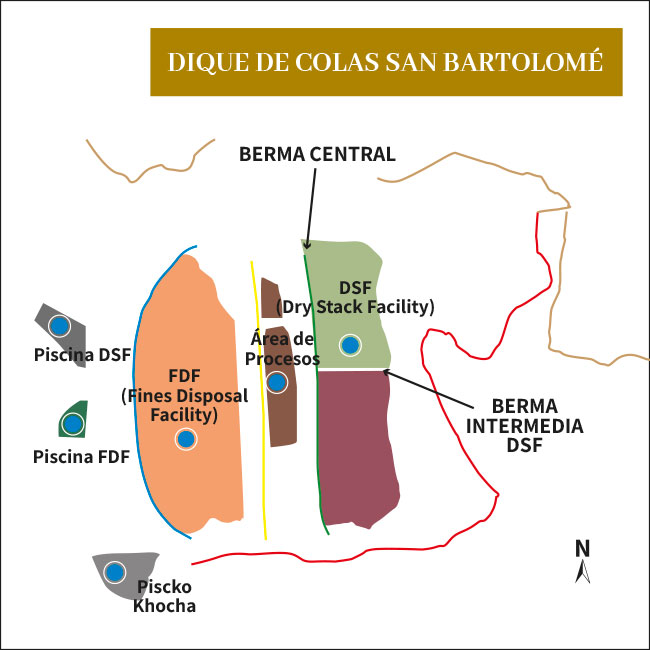 DIQUE DE COLAS SAN BARTOLOMÉ
BERMA CENTRAL
DSF
(Dry Stack Facility)
Área de
Procesos
Piscina DSF
FDF
(Fines Disposal
Facility)
BERMA
INTERMEDIA
DSF
Piscina FDF
N
Piscko
Khocha